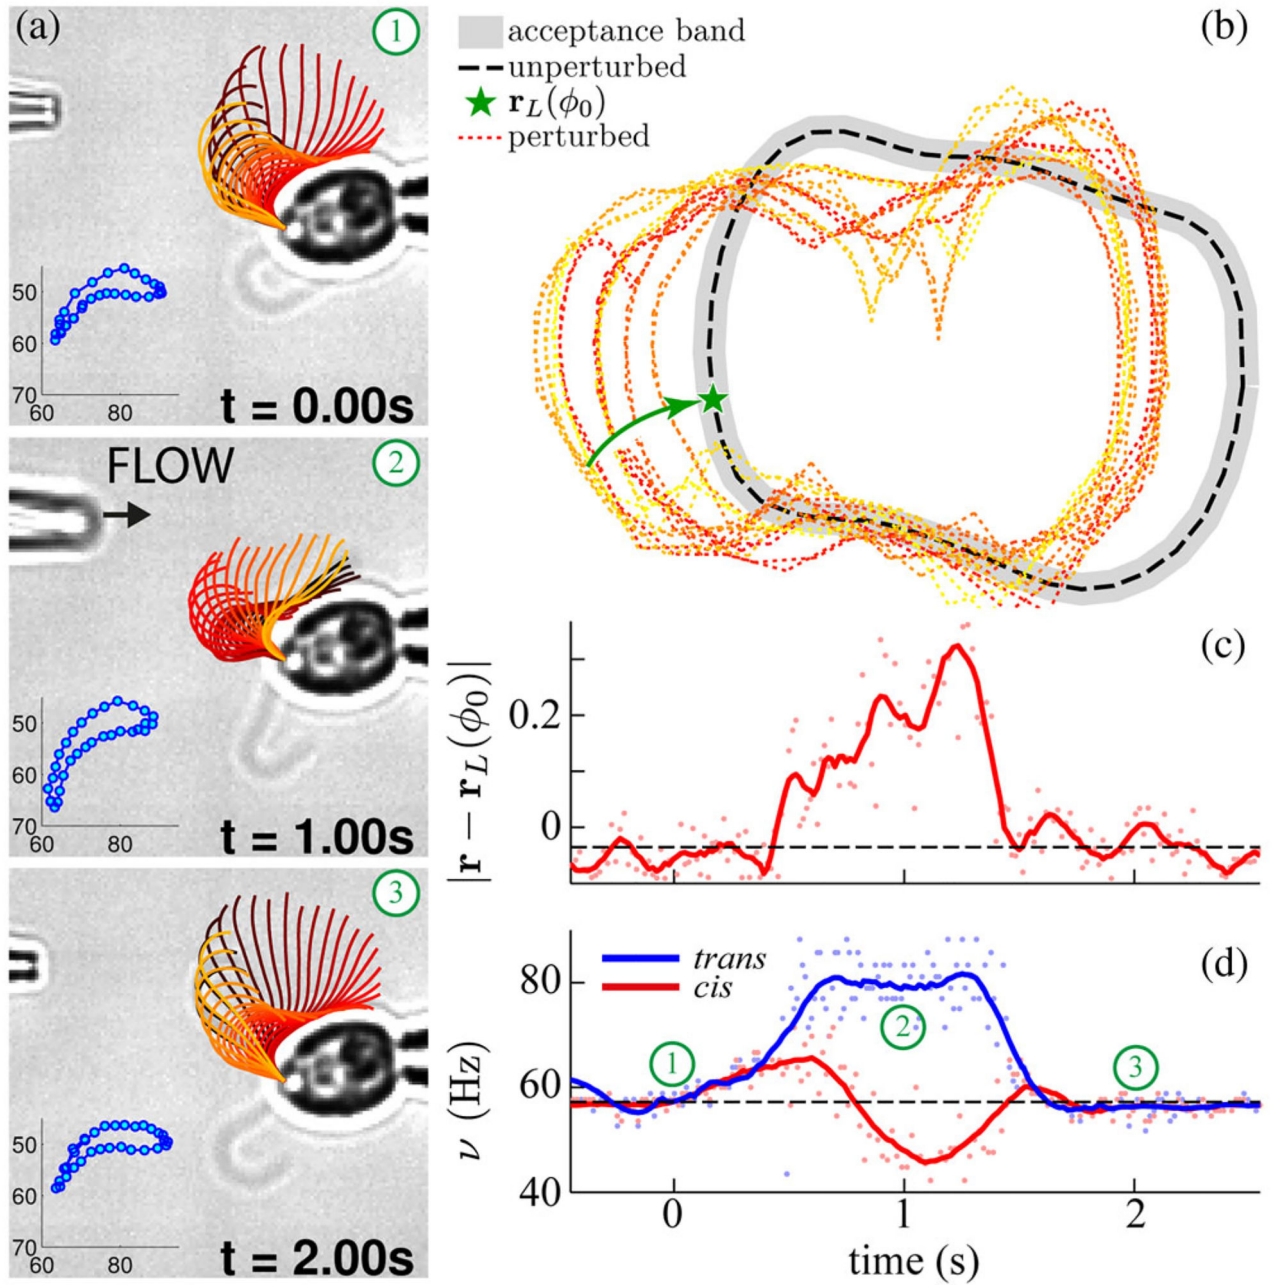 (a)
1
50
60
70
60
80
t = 0.00s
FLOW
2
50
60
70
60
80
t = 1.00s
3
50
60
70
60
80
t = 2.00s
acceptance band
unperturbed
r_L(ϕ_0)
perturbed
(b)
(c)
|r − r_L(ϕ_0)|
0.2
0
(d)
trans
cis
1
2
3
ν (Hz)
80
60
40
0
1
2
time (s)